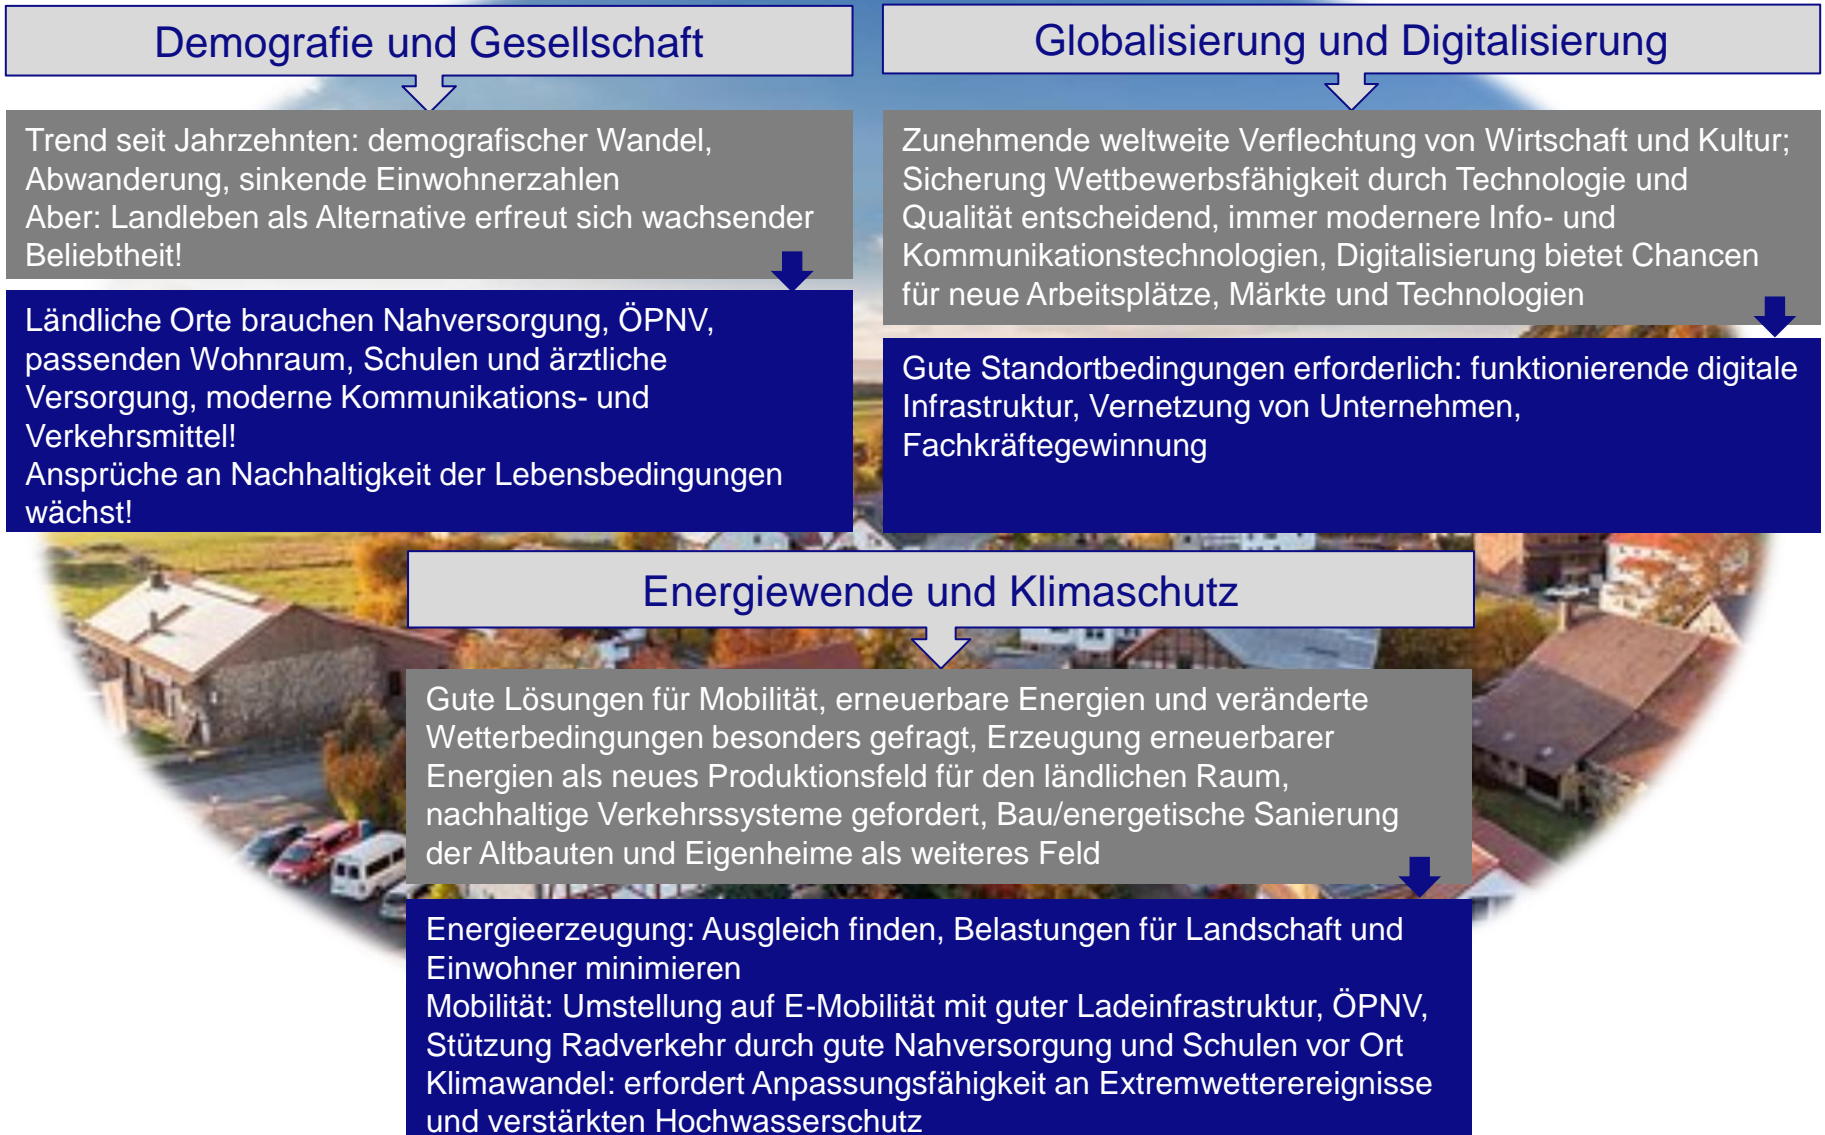 Demografie und Gesellschaft
Trend seit Jahrzehnten: demografischer Wandel,
Abwanderung, sinkende Einwohnerzahlen
Aber: Landleben als Alternative erfreut sich wachsender
Beliebtheit!
Ländliche Orte brauchen Nahversorgung, ÖPNV,
passenden Wohnraum, Schulen und ärztliche
Versorgung, moderne Kommunikations- und
Verkehrsmittel!
Ansprüche an Nachhaltigkeit der Lebensbedingungen
wächst!
Globalisierung und Digitalisierung
Zunehmende weltweite Verflechtung von Wirtschaft und Kultur;
Sicherung Wettbewerbsfähigkeit durch Technologie und
Qualität entscheidend, immer modernere Info- und
Kommunikationstechnologien, Digitalisierung bietet Chancen
für neue Arbeitsplätze, Märkte und Technologien
Gute Standortbedingungen erforderlich: funktionierende digitale
Infrastruktur, Vernetzung von Unternehmen,
Fachkräftegewinnung
Energiewende und Klimaschutz
Gute Lösungen für Mobilität, erneuerbare Energien und veränderte
Wetterbedingungen besonders gefragt, Erzeugung erneuerbarer
Energien als neues Produktionsfeld für den ländlichen Raum,
nachhaltige Verkehrssysteme gefordert, Bau/energetische Sanierung
der Altbauten und Eigenheime als weiteres Feld
Energieerzeugung: Ausgleich finden, Belastungen für Landschaft und
Einwohner minimieren
Mobilität: Umstellung auf E-Mobilität mit guter Ladeinfrastruktur, ÖPNV,
Stützung Radverkehr durch gute Nahversorgung und Schulen vor Ort
Klimawandel: erfordert Anpassungsfähigkeit an Extremwetterereignisse
und verstärkten Hochwasserschutz